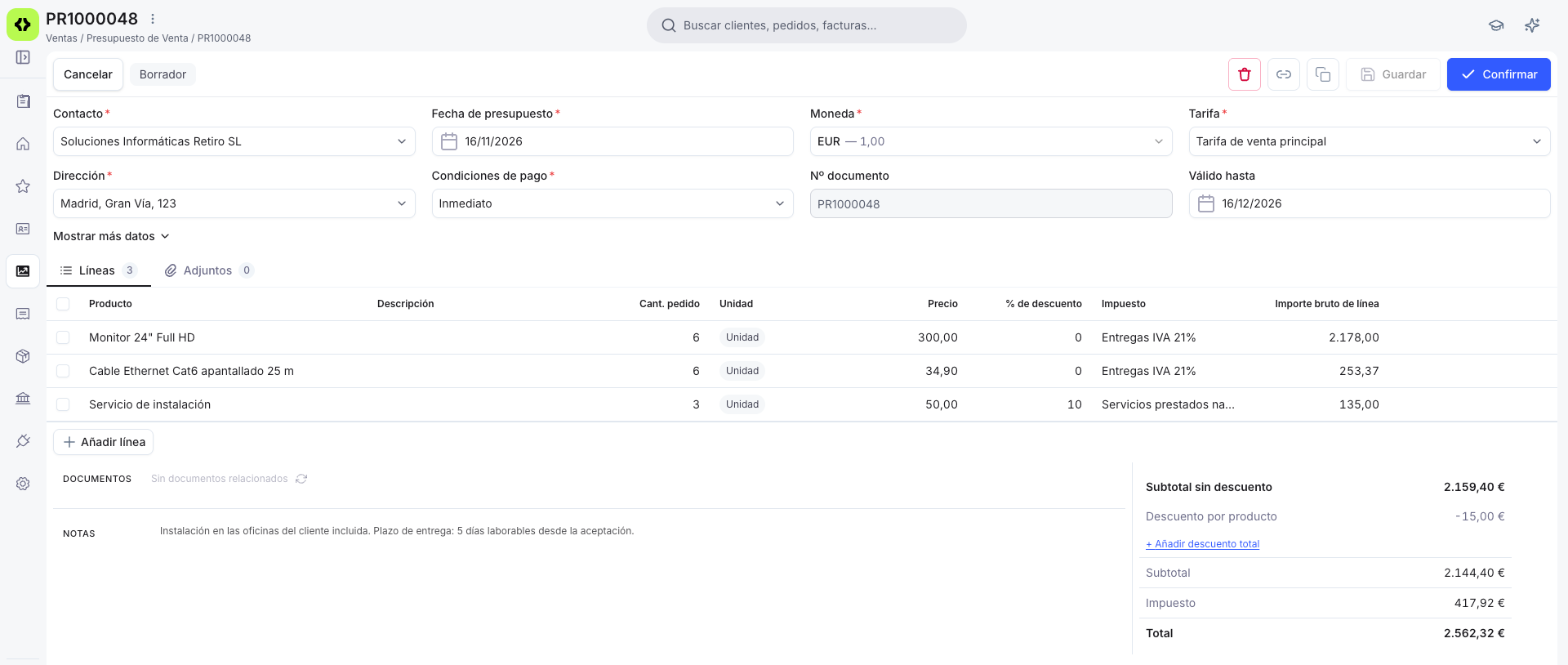 PR1000048
Ventas / Presupuesto de Venta / PR1000048
Buscar clientes, pedidos, facturas...
Cancelar Borrador Guardar Confirmar
Contacto * Fecha de presupuesto * Moneda * Tarifa *
Soluciones Informáticas Retiro SL 16/11/2026 EUR — 1,00 Tarifa de venta principal
Dirección * Condiciones de pago * Nº documento Válido hasta
Madrid, Gran Vía, 123 Inmediato PR1000048 16/12/2026
Mostrar más datos
Líneas 3 Adjuntos 0
Producto Descripción Cant. pedido Unidad Precio % de descuento Impuesto Importe bruto de línea
Monitor 24" Full HD 6 Unidad 300,00 0 Entregas IVA 21% 2.178,00
Cable Ethernet Cat6 apantallado 25 m 6 Unidad 34,90 0 Entregas IVA 21% 253,37
Servicio de instalación 3 Unidad 50,00 10 Servicios prestados na... 135,00
+ Añadir línea
DOCUMENTOS Sin documentos relacionados
NOTAS Instalación en las oficinas del cliente incluida. Plazo de entrega: 5 días laborables desde la aceptación.
Subtotal sin descuento 2.159,40 €
Descuento por producto -15,00 €
+ Añadir descuento total
Subtotal 2.144,40 €
Impuesto 417,92 €
Total 2.562,32 €